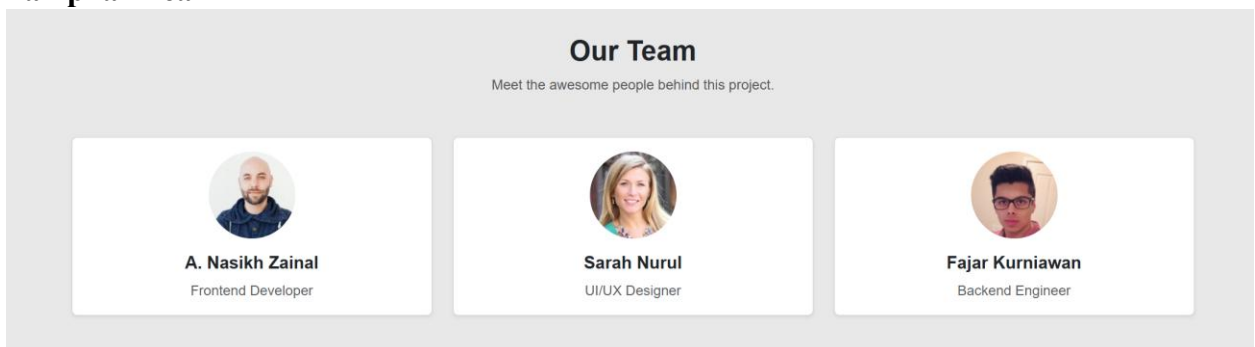 Our Team
Meet the awesome people behind this project.
A. Nasikh Zainal
Frontend Developer
Sarah Nurul
UI/UX Designer
Fajar Kurniawan
Backend Engineer